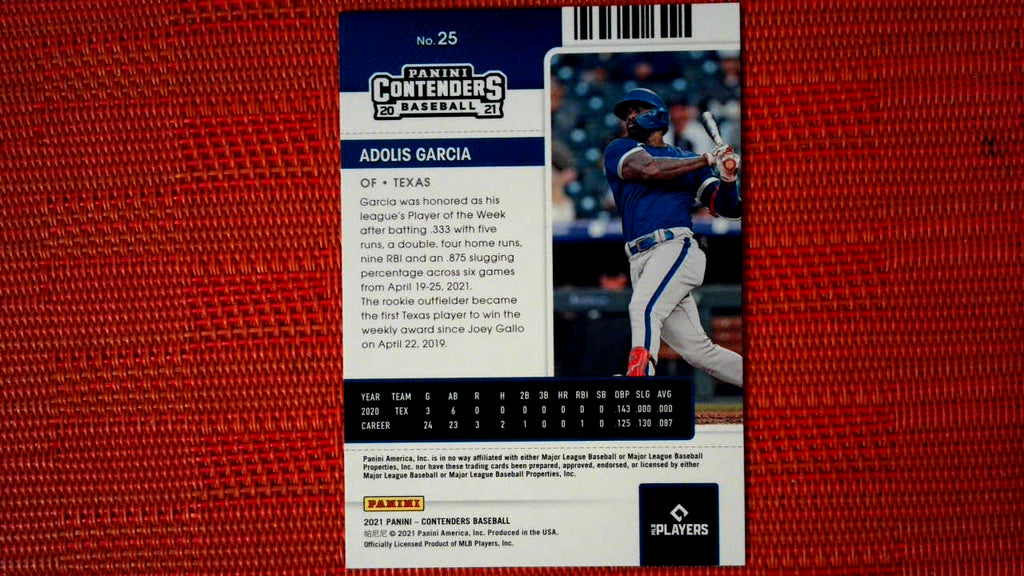 No. 25
PANINI
CONTENDERS
20 BASEBALL 21
ADOLIS GARCIA
OF • TEXAS
Garcia was honored as his
league's Player of the Week
after batting .333 with five
runs, a double, four home runs,
nine RBI and an .875 slugging
percentage across six games
from April 19-25, 2021.
The rookie outfielder became
the first Texas player to win the
weekly award since Joey Gallo
on April 22, 2019.
YEAR TEAM G AB R H 2B 3B HR RBI SB OBP SLG AVG
2020 TEX 3 6 0 0 0 0 0 0 0 .143 .000 .000
CAREER 24 23 3 2 1 0 0 1 0 .125 .130 .087
Panini America, Inc. is in no way affiliated with either Major League Baseball or Major League Baseball
Properties, Inc. nor have these trading cards been prepared, approved, endorsed, or licensed by either
Major League Baseball or Major League Baseball Properties, Inc.
PANINI
2021 PANINI – CONTENDERS BASEBALL
帕尼尼 © 2021 Panini America, Inc. Produced in the USA.
Officially Licensed Product of MLB Players, Inc.
MLB PLAYERS